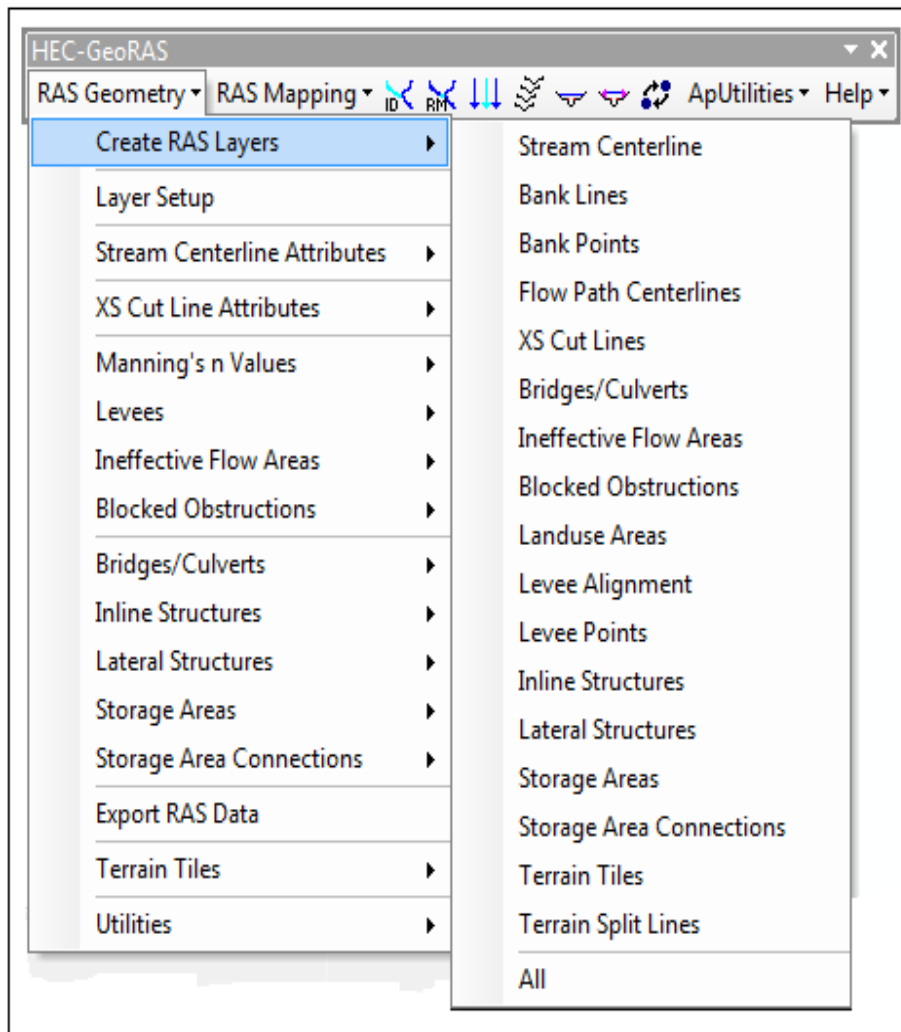 HEC-GeoRAS
RAS Geometry RAS Mapping ID RM ApUtilities Help
Create RAS Layers
Layer Setup
Stream Centerline Attributes
XS Cut Line Attributes
Manning's n Values
Levees
Ineffective Flow Areas
Blocked Obstructions
Bridges/Culverts
Inline Structures
Lateral Structures
Storage Areas
Storage Area Connections
Export RAS Data
Terrain Tiles
Utilities
Stream Centerline
Bank Lines
Bank Points
Flow Path Centerlines
XS Cut Lines
Bridges/Culverts
Ineffective Flow Areas
Blocked Obstructions
Landuse Areas
Levee Alignment
Levee Points
Inline Structures
Lateral Structures
Storage Areas
Storage Area Connections
Terrain Tiles
Terrain Split Lines
All